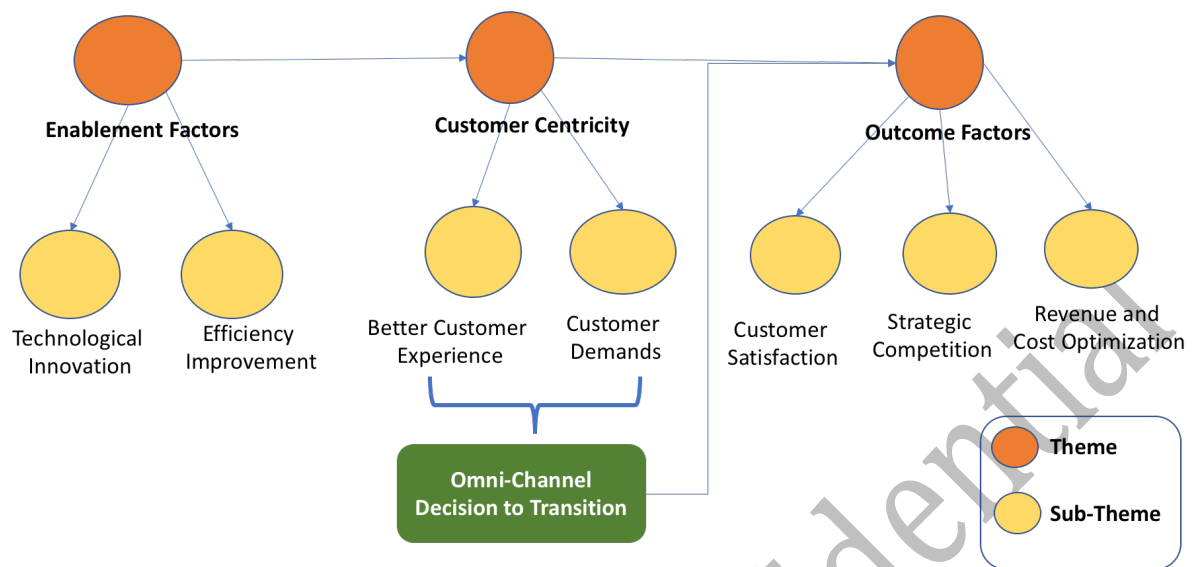 Enablement Factors
Customer Centricity
Outcome Factors
Technological
Innovation
Efficiency
Improvement
Better Customer
Experience
Customer
Demands
Customer
Satisfaction
Strategic
Competition
Revenue and
Cost Optimization
Omni-Channel
Decision to Transition
Theme
Sub-Theme